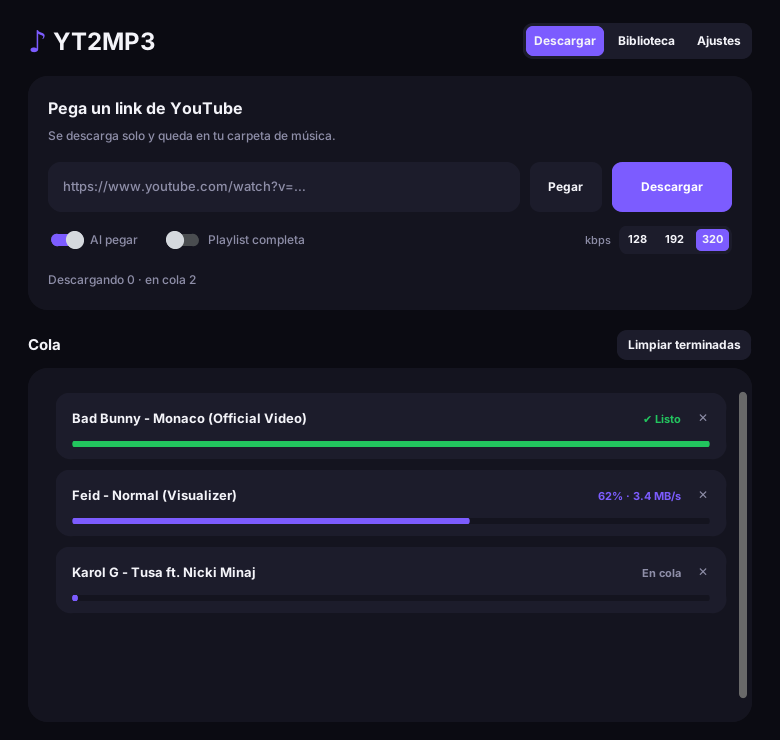 ♪ YT2MP3
Descargar Biblioteca Ajustes
Pega un link de YouTube
Se descarga solo y queda en tu carpeta de música.
https://www.youtube.com/watch?v=...
Pegar
Descargar
Al pegar
Playlist completa
kbps 128 192 320
Descargando 0 · en cola 2
Cola
Limpiar terminadas
Bad Bunny - Monaco (Official Video)
✔ Listo ×
Feid - Normal (Visualizer)
62% · 3.4 MB/s ×
Karol G - Tusa ft. Nicki Minaj
En cola ×